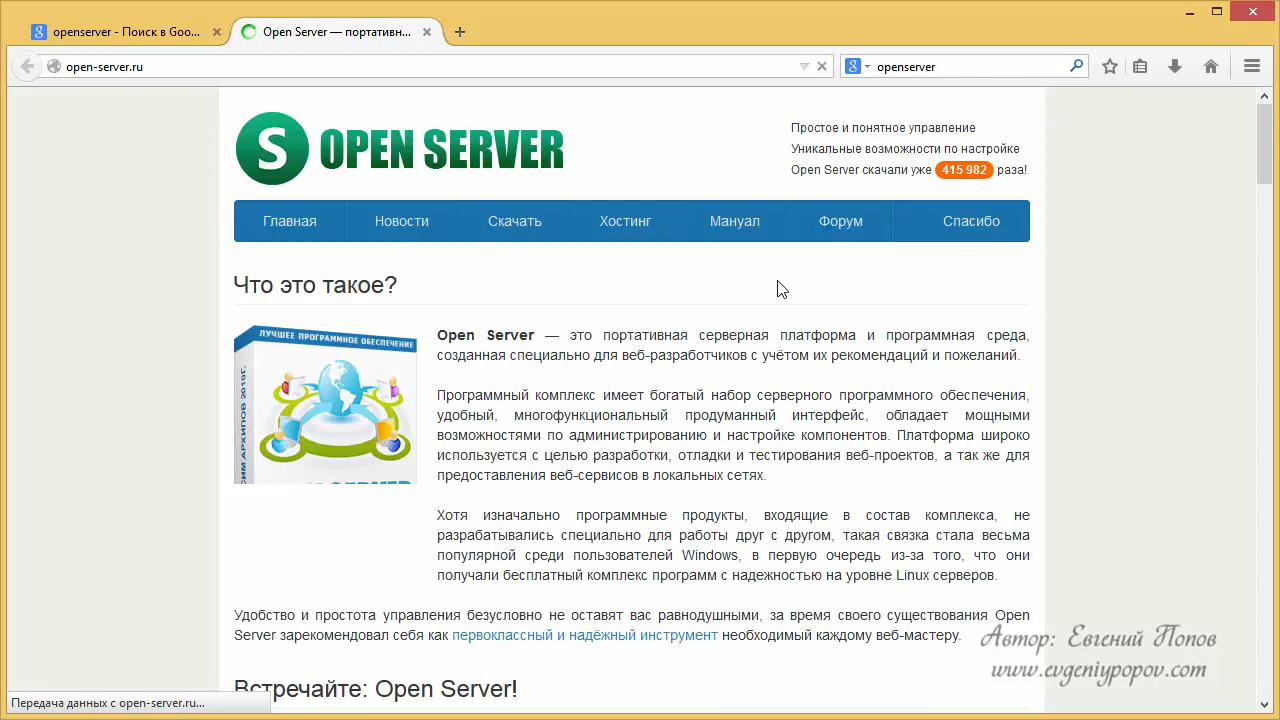 openserver - Поиск в Goo...
Open Server — портативн...
open-server.ru
openserver
OPEN SERVER
Простое и понятное управление
Уникальные возможности по настройке
Open Server скачали уже 415 982 раза!
Главная Новости Скачать Хостинг Мануал Форум Спасибо
Что это такое?
ЛУЧШЕЕ ПРОГРАММНОЕ ОБЕСПЕЧЕНИЕ
Open Server — это портативная серверная платформа и программная среда,
созданная специально для веб-разработчиков с учётом их рекомендаций и пожеланий.
Программный комплекс имеет богатый набор серверного программного обеспечения,
удобный, многофункциональный продуманный интерфейс, обладает мощными
возможностями по администрированию и настройке компонентов. Платформа широко
используется с целью разработки, отладки и тестирования веб-проектов, а так же для
предоставления веб-сервисов в локальных сетях.
Хотя изначально программные продукты, входящие в состав комплекса, не
разрабатывались специально для работы друг с другом, такая связка стала весьма
популярной среди пользователей Windows, в первую очередь из-за того, что они
получали бесплатный комплекс программ с надежностью на уровне Linux серверов.
Удобство и простота управления безусловно не оставят вас равнодушными, за время своего существования Open
Server зарекомендовал себя как первоклассный и надёжный инструмент необходимый каждому веб-мастеру.
Автор: Евгений Попов
www.evgeniypopov.com
Встречайте: Open Server!
Передача данных с open-server.ru...